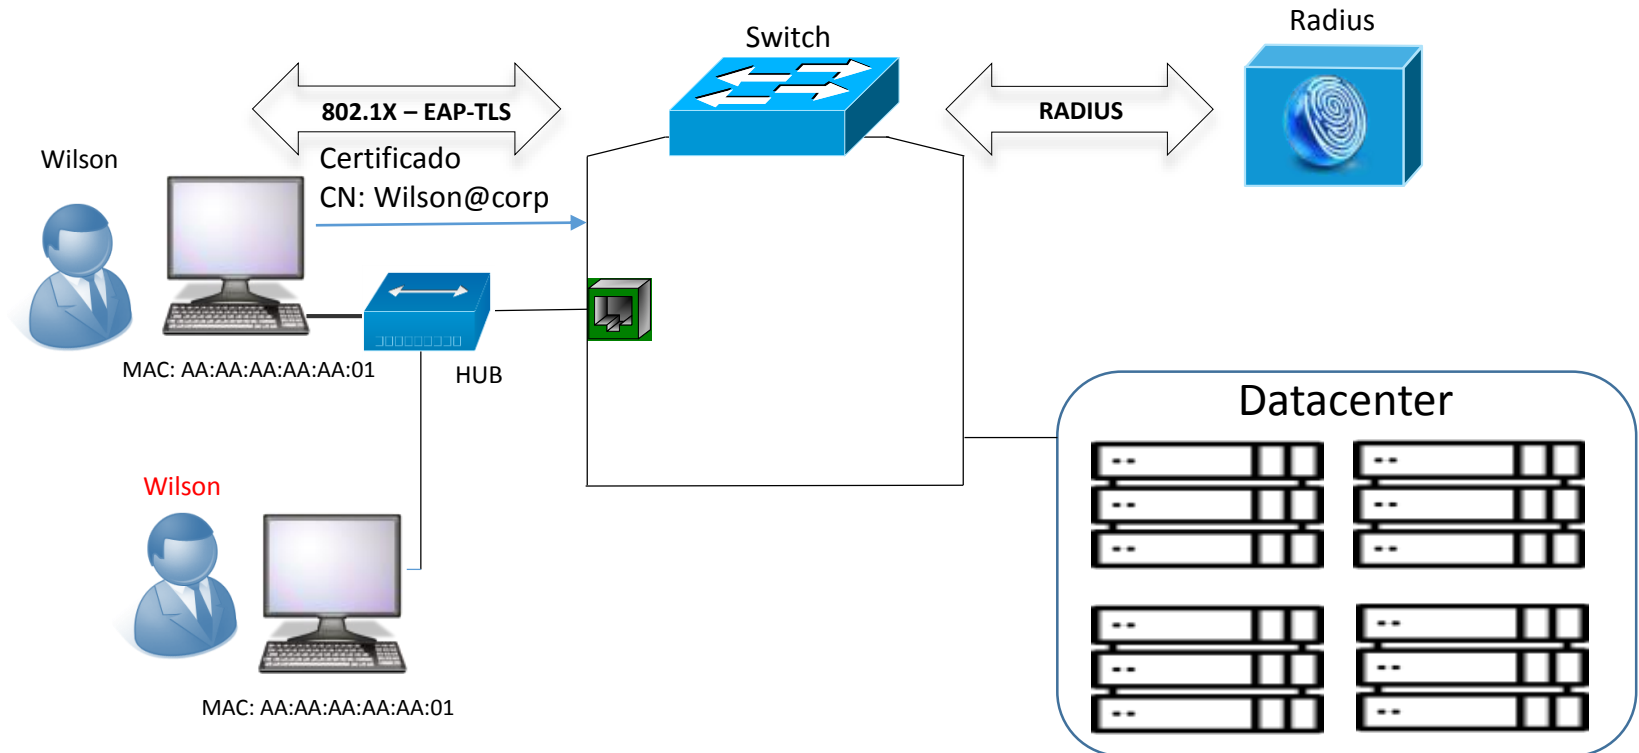 Switch
Radius
802.1X – EAP-TLS
RADIUS
Wilson
Certificado
CN: Wilson@corp
MAC: AA:AA:AA:AA:AA:01
HUB
Datacenter
Wilson
MAC: AA:AA:AA:AA:AA:01